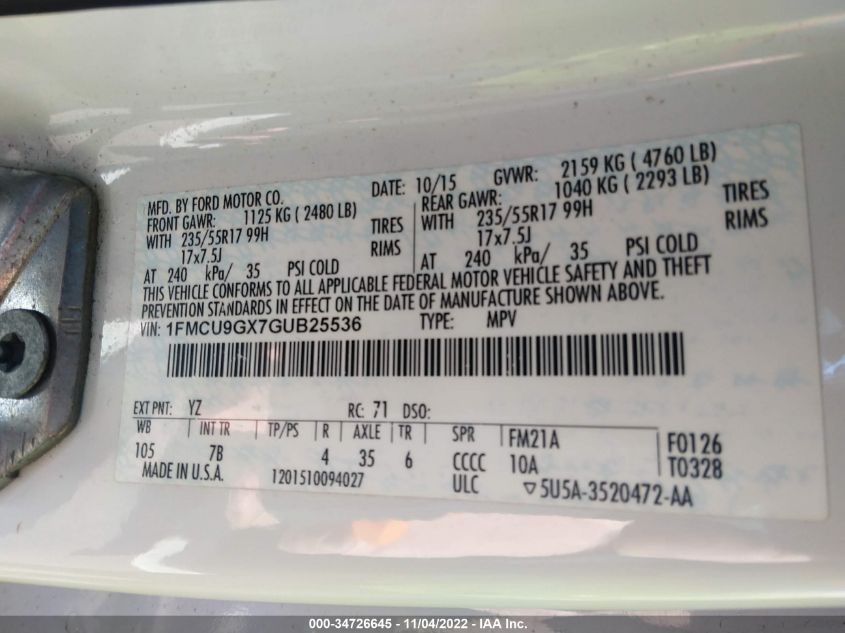 MFD. BY FORD MOTOR CO. DATE: 10/15 GVWR: 2159 KG ( 4760 LB)
FRONT GAWR: 1125 KG ( 2480 LB) REAR GAWR: 1040 KG ( 2293 LB)
WITH 235/55R17 99H TIRES WITH 235/55R17 99H TIRES
17x7.5J RIMS 17x7.5J RIMS
AT 240 kPa/ 35 PSI COLD AT 240 kPa/ 35 PSI COLD
THIS VEHICLE CONFORMS TO ALL APPLICABLE FEDERAL MOTOR VEHICLE SAFETY AND THEFT
PREVENTION STANDARDS IN EFFECT ON THE DATE OF MANUFACTURE SHOWN ABOVE.
VIN: 1FMCU9GX7GUB25536 TYPE: MPV
EXT PNT: YZ RC: 71 DSO:
WB INT TR TP/PS R AXLE TR SPR FM21A F0126
105 7B 4 35 6 CCCC 10A T0328
MADE IN U.S.A. 1201510094027 ULC ▽5U5A-3520472-AA
000-34726645 - 11/04/2022 - IAA Inc.